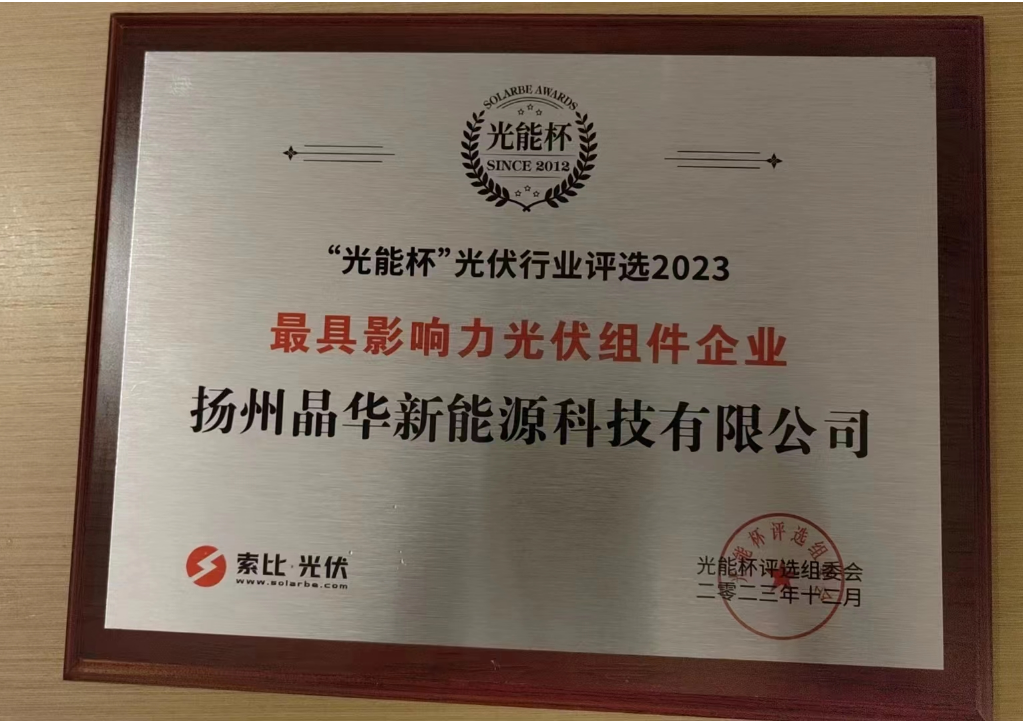 SOLARBE AWARDS
光能杯
SINCE 2012
“光能杯”光伏行业评选2023
最具影响力光伏组件企业
扬州晶华新能源科技有限公司
索比·光伏
www.solarbe.com
光能杯评选组委会
二零二三年十二月